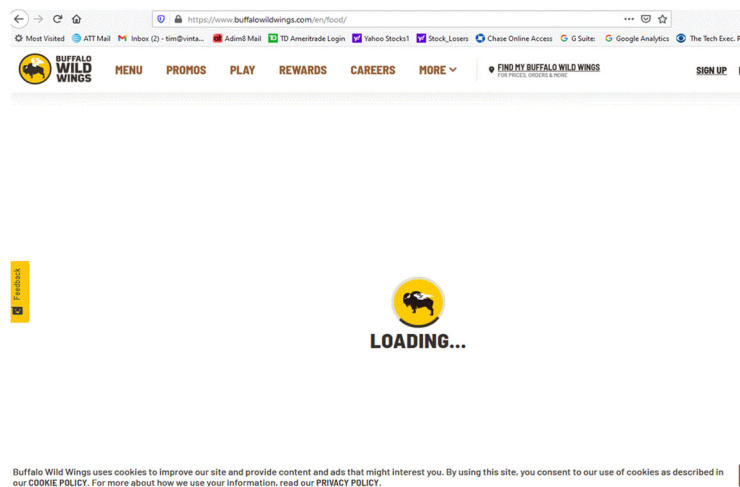 https://www.buffalowildwings.com/en/food/
Most Visited ATT Mail Inbox (2) - tim@vinta... Adim8 Mail TD Ameritrade Login Yahoo Stocks1 Stock_Losers Chase Online Access G Suite: Google Analytics The Tech Exec.
BUFFALO
WILD
WINGS
MENU PROMOS PLAY REWARDS CAREERS MORE
FIND MY BUFFALO WILD WINGS
FOR PRICES, ORDERS & MORE
SIGN UP
Feedback
LOADING...
Buffalo Wild Wings uses cookies to improve our site and provide content and ads that might interest you. By using this site, you consent to our use of cookies as described in
our COOKIE POLICY. For more about how we use your information, read our PRIVACY POLICY.